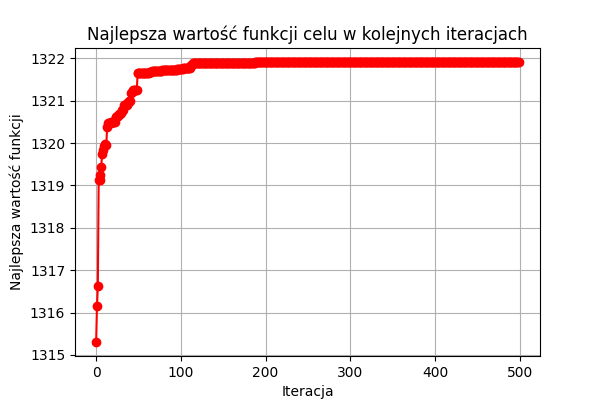 Najlepsza wartość funkcji celu w kolejnych iteracjach
1322
1321
1320
1319
1318
1317
1316
1315
Najlepsza wartość funkcji
0 100 200 300 400 500
Iteracja